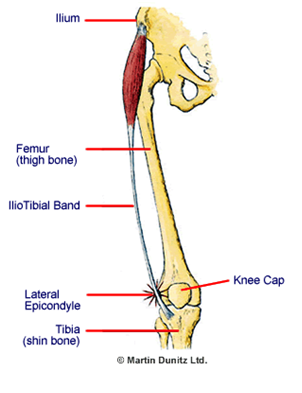 Ilium
Femur
(thigh bone)
IlioTibial Band
Knee Cap
Lateral
Epicondyle
Tibia
(shin bone)
© Martin Dunitz Ltd.